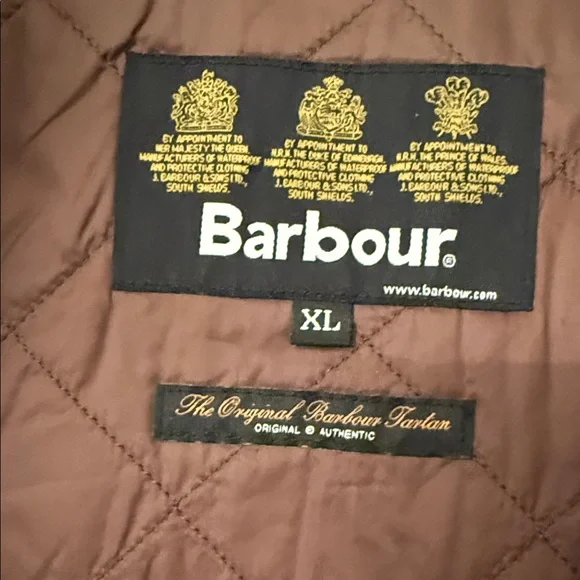 BY APPOINTMENT TO
HER MAJESTY THE QUEEN,
MANUFACTURERS OF WATERPROOF
AND PROTECTIVE CLOTHING
J. BARBOUR & SONS LTD.,
SOUTH SHIELDS.
BY APPOINTMENT TO
H.R.H. THE DUKE OF EDINBURGH,
MANUFACTURERS OF WATERPROOF
AND PROTECTIVE CLOTHING
J. BARBOUR & SONS LTD.,
SOUTH SHIELDS.
BY APPOINTMENT TO
H.R.H. THE PRINCE OF WALES,
MANUFACTURERS OF WATERPROOF
AND PROTECTIVE CLOTHING
J. BARBOUR & SONS LTD.,
SOUTH SHIELDS.
Barbour®
www.barbour.com
XL
The Original Barbour Tartan
ORIGINAL & AUTHENTIC